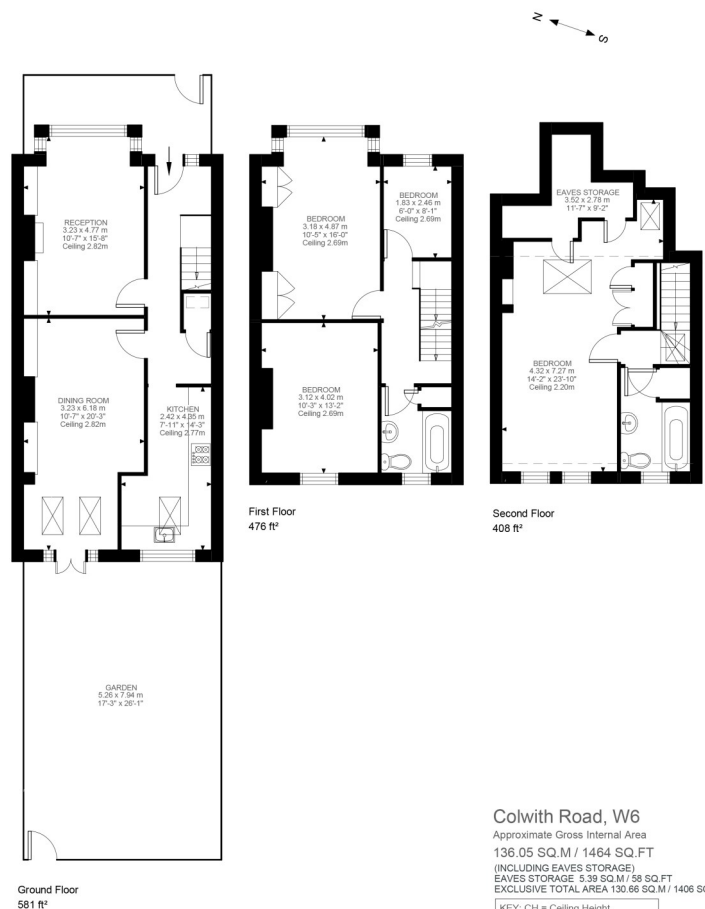 N
S
RECEPTION
3.23 x 4.77 m
10'-7" x 15'-8"
Ceiling 2.82m
DINING ROOM
3.23 x 6.18 m
10'-7" x 20'-3"
Ceiling 2.82m
KITCHEN
2.42 x 4.35 m
7'-11" x 14'-3"
Ceiling 2.77m
GARDEN
5.26 x 7.94 m
17'-3" x 26'-1"
Ground Floor
581 ft²
BEDROOM
3.18 x 4.87 m
10'-5" x 16'-0"
Ceiling 2.69m
BEDROOM
1.83 x 2.46 m
6'-0" x 8'-1"
Ceiling 2.69m
BEDROOM
3.12 x 4.02 m
10'-3" x 13'-2"
Ceiling 2.69m
First Floor
476 ft²
EAVES STORAGE
3.52 x 2.78 m
11'-7" x 9'-2"
BEDROOM
4.32 x 7.27 m
14'-2" x 23'-10"
Ceiling 2.20m
Second Floor
408 ft²
Colwith Road, W6
Approximate Gross Internal Area
136.05 SQ.M / 1464 SQ.FT
(INCLUDING EAVES STORAGE)
EAVES STORAGE 5.39 SQ.M / 58 SQ.FT
EXCLUSIVE TOTAL AREA 130.66 SQ.M / 1406 SQ
KEY: CH = Ceiling Height